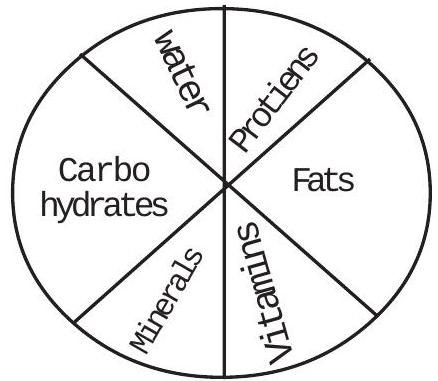 water
Protiens
Carbo
hydrates
Fats
Minerals
Vitamins